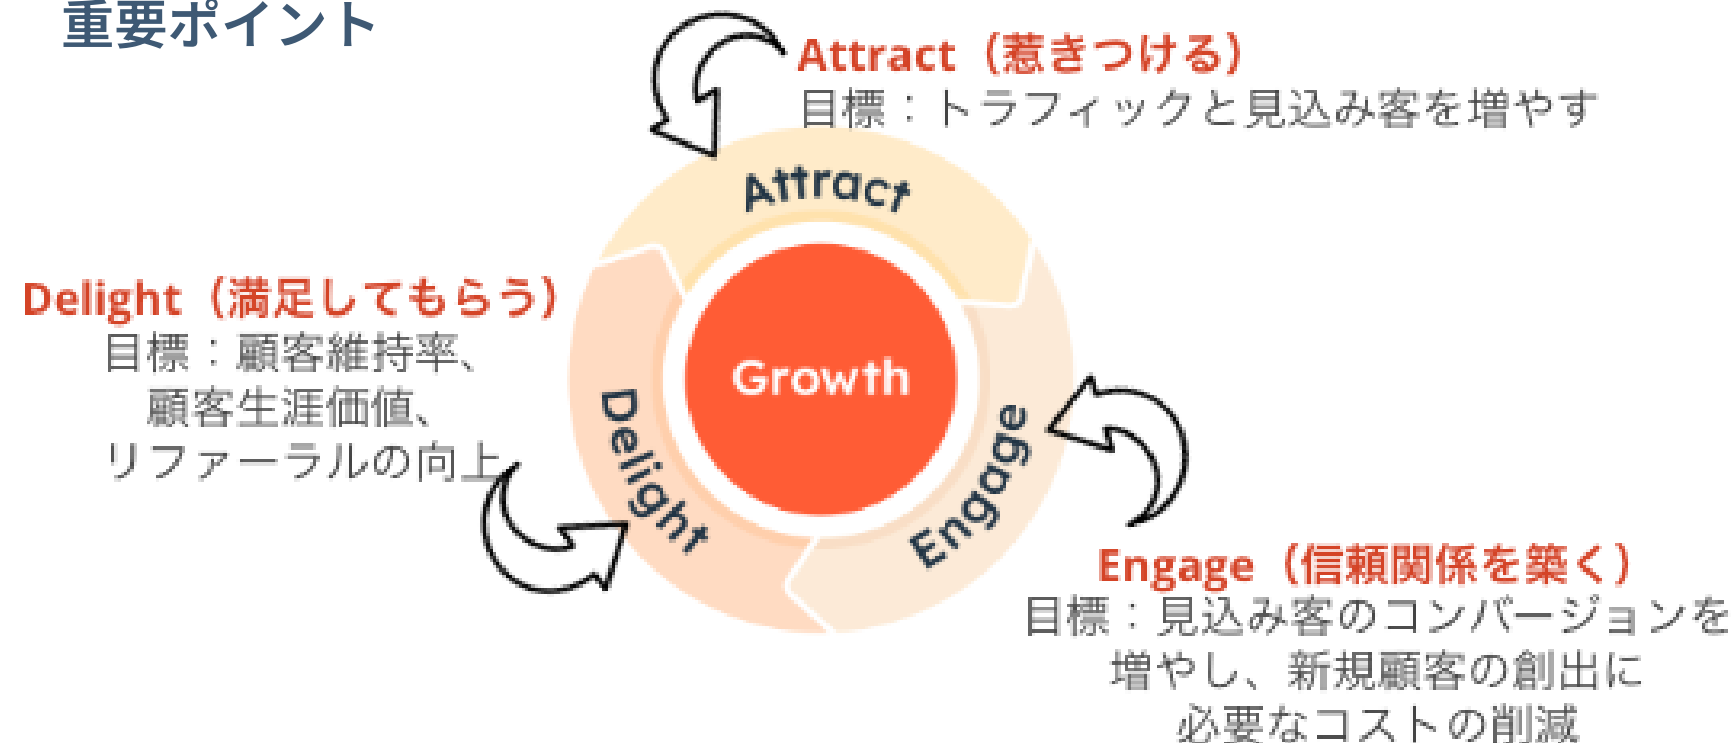 重要ポイント
Attract（惹きつける）
目標：トラフィックと見込み客を増やす
Attract
Delight（満足してもらう）
目標：顧客維持率、
顧客生涯価値、
リファーラルの向上
Growth
Delight
Engage
Engage（信頼関係を築く）
目標：見込み客のコンバージョンを
増やし、新規顧客の創出に
必要なコストの削減